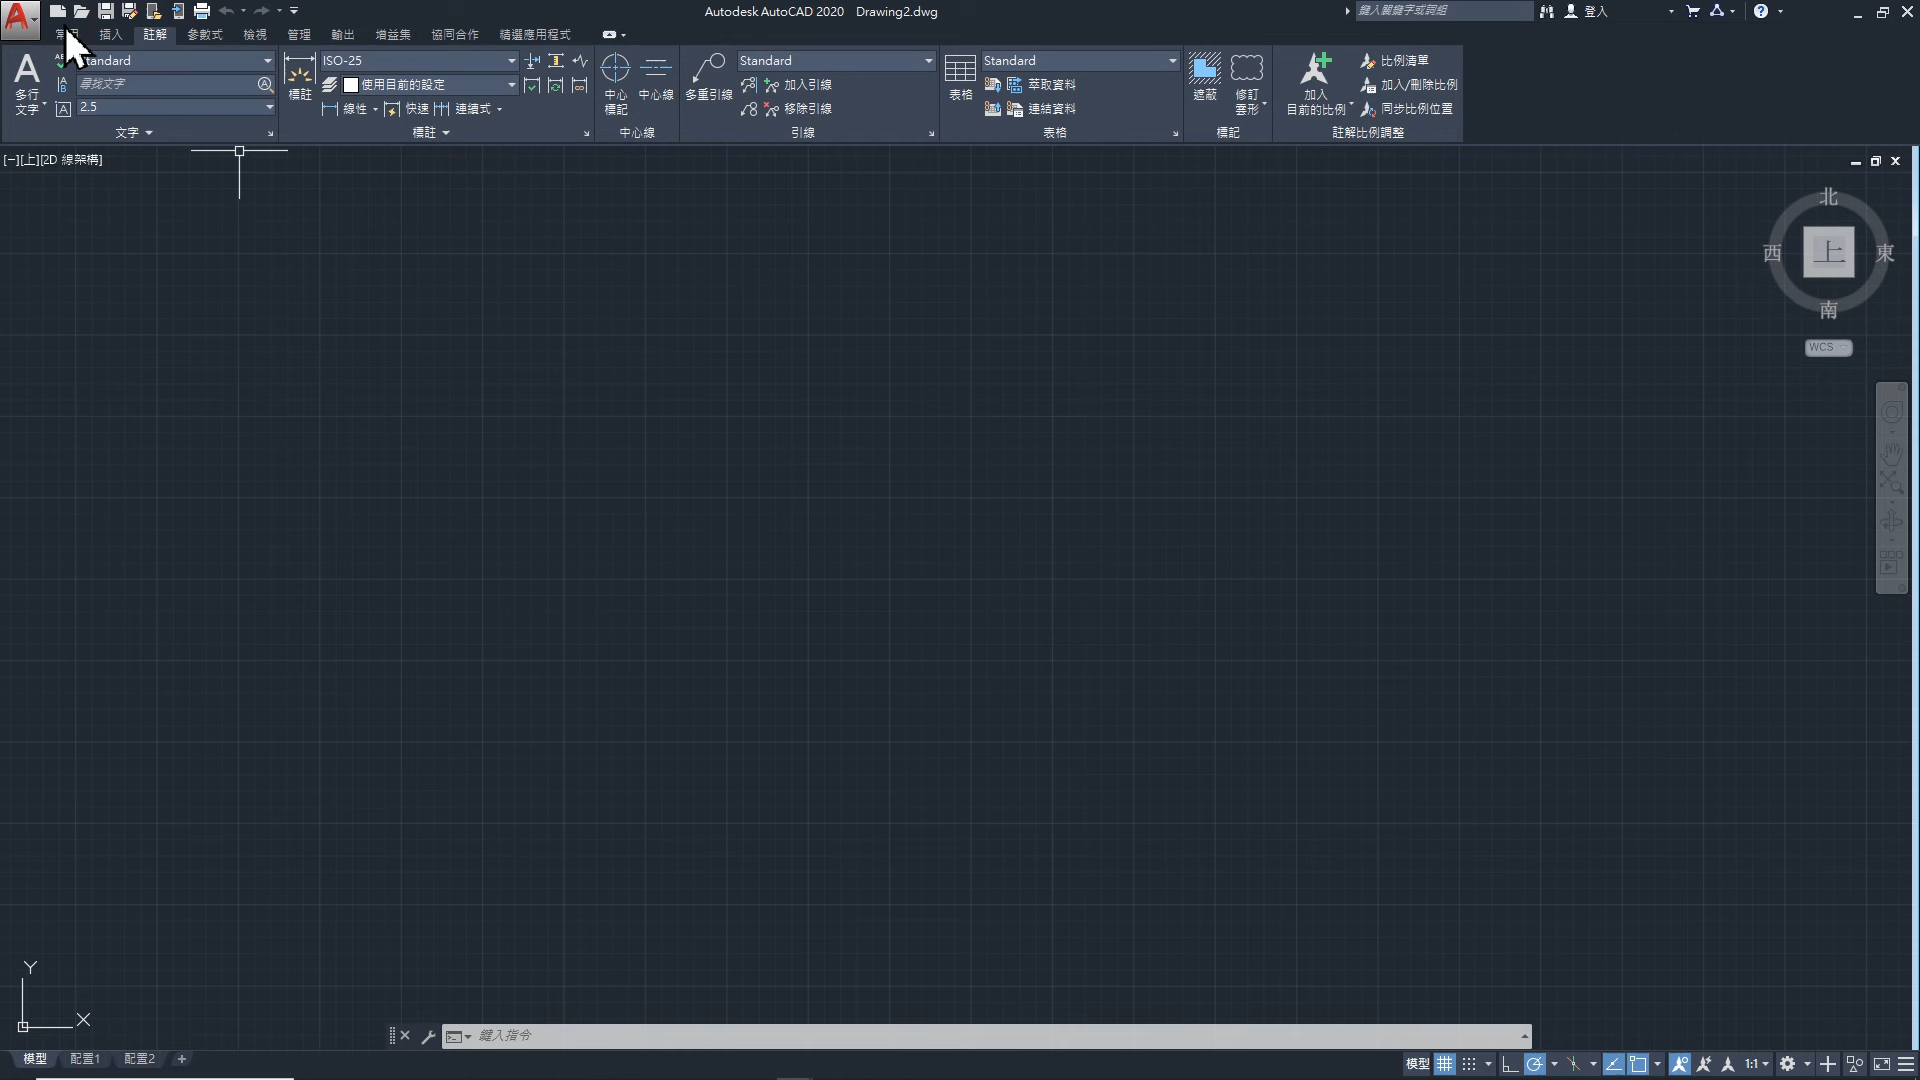 Autodesk AutoCAD 2020 Drawing2.dwg
鍵入關鍵字或詞組
登入
插入 註解 參數式 檢視 管理 輸出 增益集 協同合作 精選應用程式
多行
文字
Standard
尋找文字
2.5
文字
標註
ISO-25
使用目前的設定
線性 快速 連續式
標註
中心
標記
中心線
中心線
多重引線
Standard
加入引線
移除引線
引線
表格
Standard
萃取資料
連結資料
表格
遮蔽
修訂
雲形
標記
加入
目前的比例
比例清單
加入/刪除比例
同步比例位置
註解比例調整
[−][上][2D 線架構]
北
西
上
東
南
WCS
Y
X
鍵入指令
模型 配置1 配置2
模型
1:1